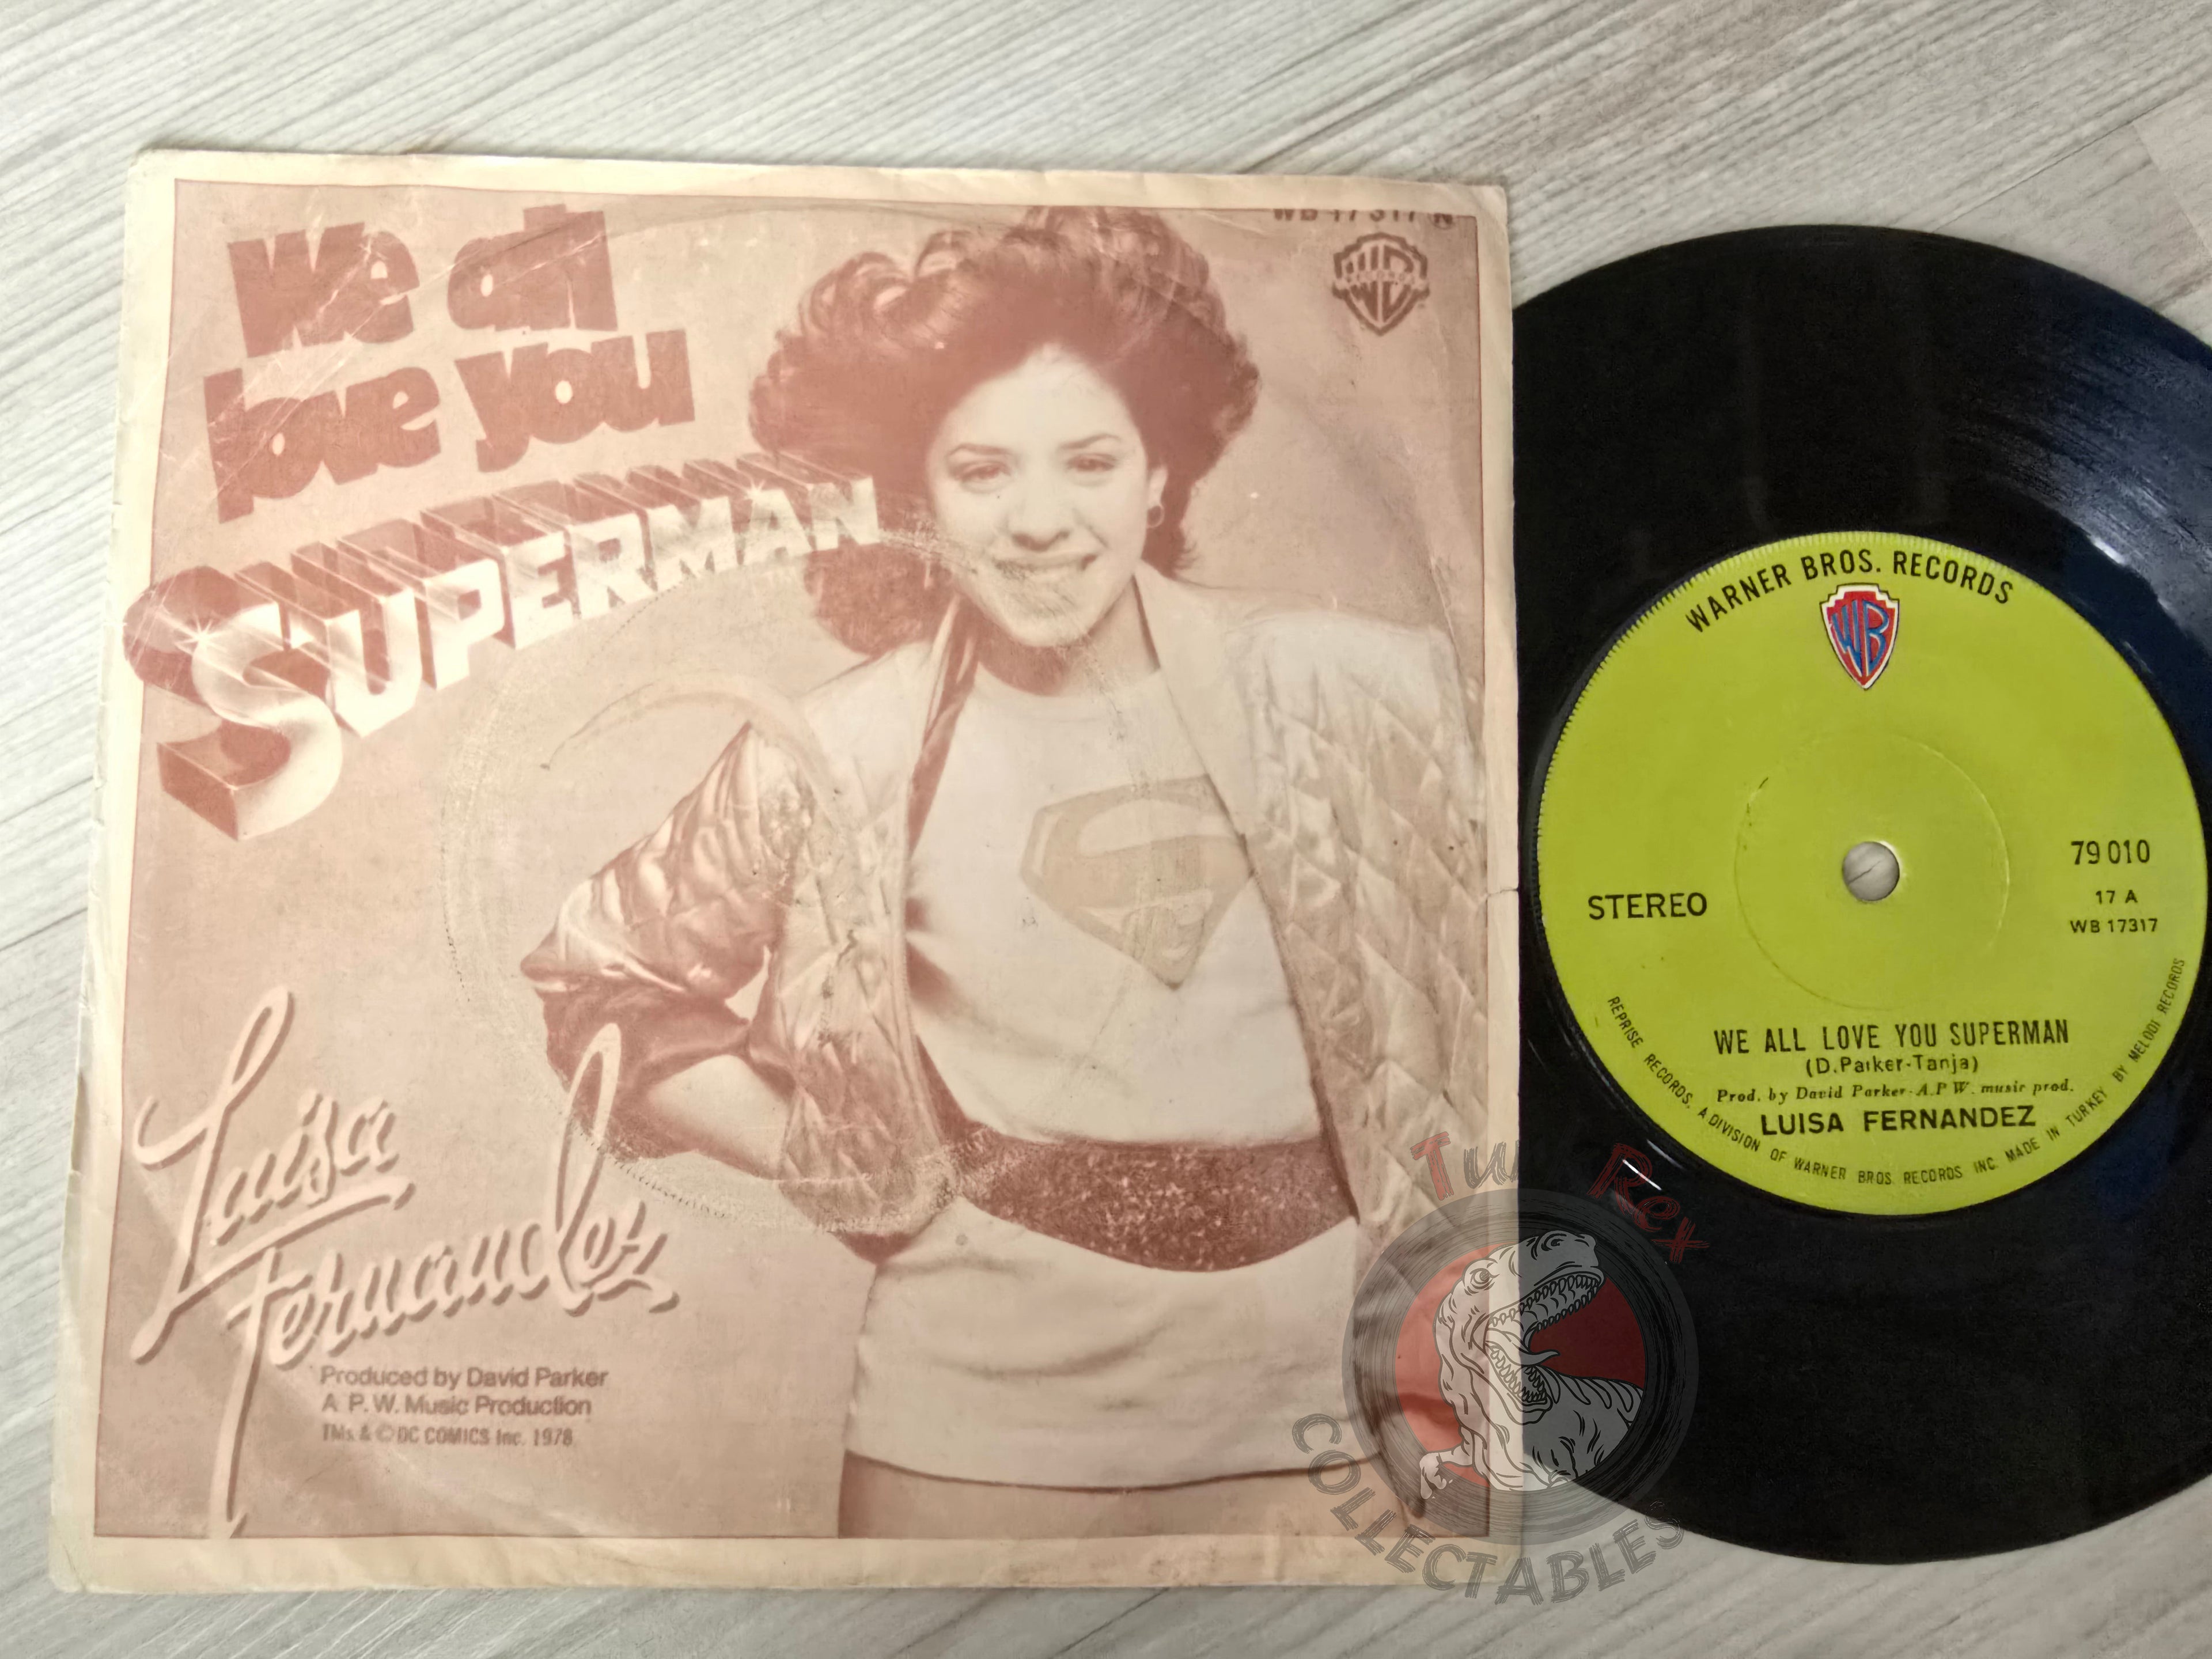 We all
love you
SUPERMAN
WB 17 317 N
WB
Luisa
Fernandez
Produced by David Parker
A. P. W. Music Production
TMs & © DC COMICS Inc. 1978
WARNER BROS. RECORDS
WB
79 010
17 A
STEREO
WB 17317
WE ALL LOVE YOU SUPERMAN
(D.Parker-Tanja)
Prod. by David Parker-A.P W. music prod.
LUISA FERNANDEZ
REPRISE RECORDS. A DIVISION OF WARNER BROS. RECORDS INC. MADE IN TURKEY BY MELODI RECORDS
Rex
COLLECTABLES